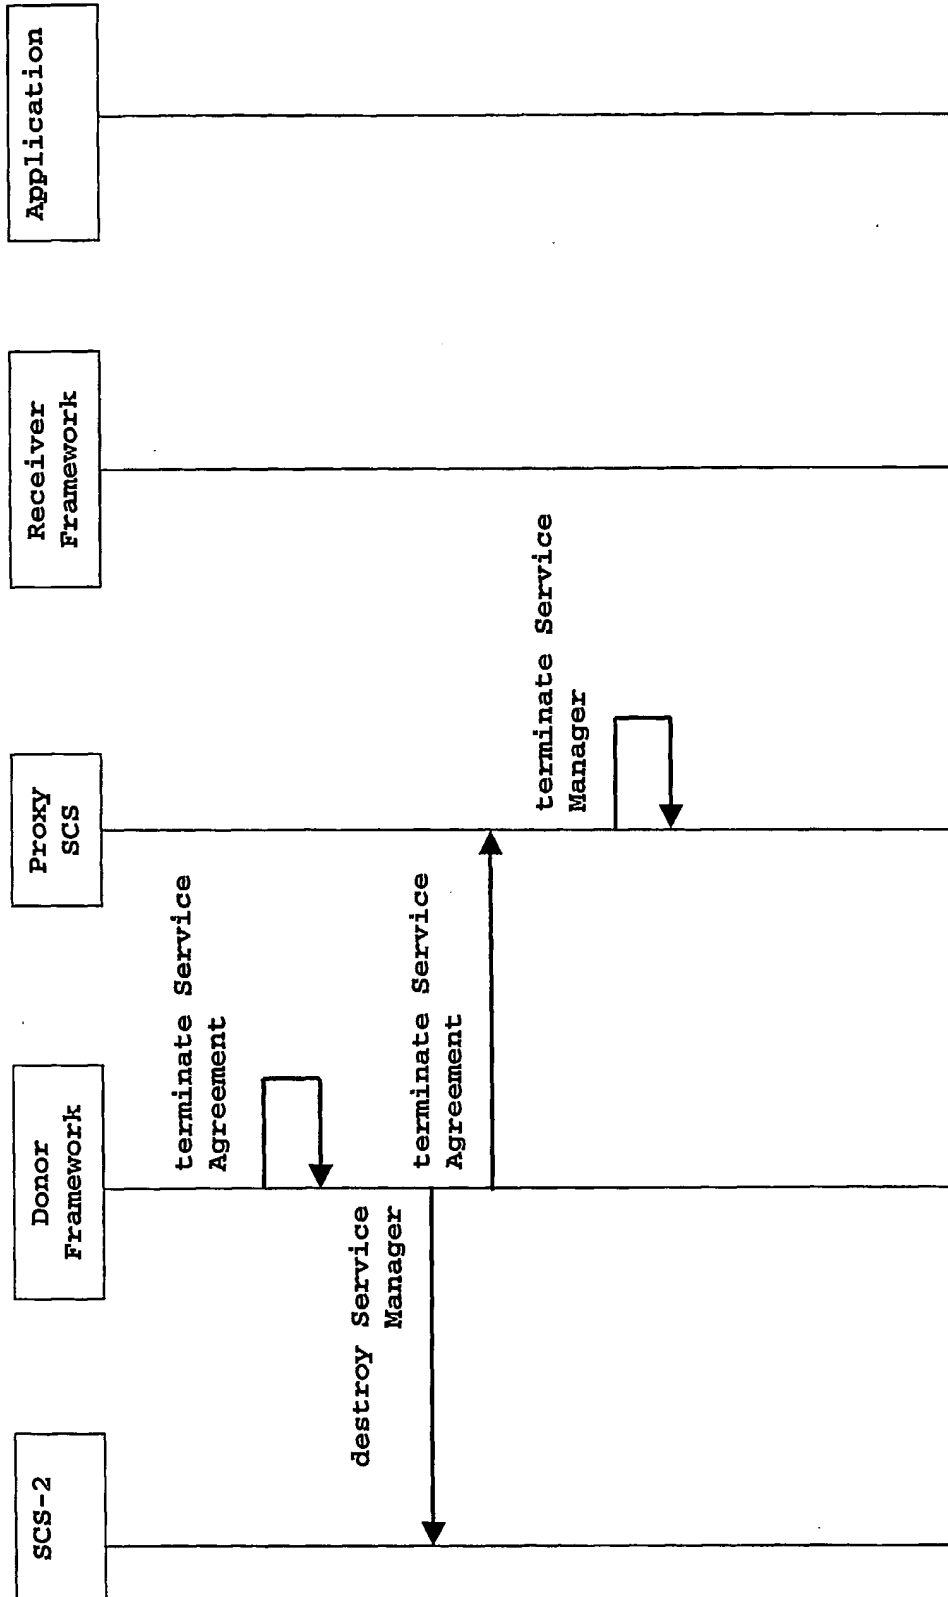 SCS-2
Donor
Framework
Proxy
SCS
Receiver
Framework
Application
terminate Service
Agreement
destroy Service
Manager
terminate Service
Agreement
terminate Service
Manager